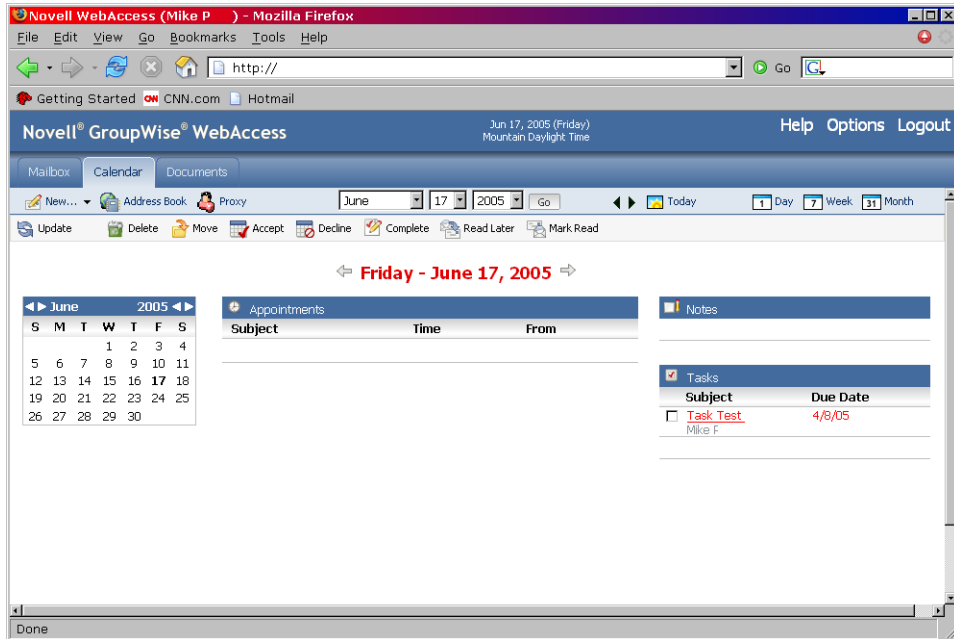 Novell WebAccess (Mike P ) - Mozilla Firefox
File Edit View Go Bookmarks Tools Help
http:// Go G
Getting Started CNN.com Hotmail
Novell® GroupWise® WebAccess
Jun 17, 2005 (Friday)
Mountain Daylight Time
Help Options Logout
Mailbox Calendar Documents
New... Address Book Proxy June 17 2005 Go Today 1 Day 7 Week 31 Month
Update Delete Move Accept Decline Complete Read Later Mark Read
Friday - June 17, 2005
June 2005
S M T W T F S
1 2 3 4
5 6 7 8 9 10 11
12 13 14 15 16 17 18
19 20 21 22 23 24 25
26 27 28 29 30
Appointments
Subject Time From
Notes
Tasks
Subject Due Date
Task Test 4/8/05
Mike P
Done